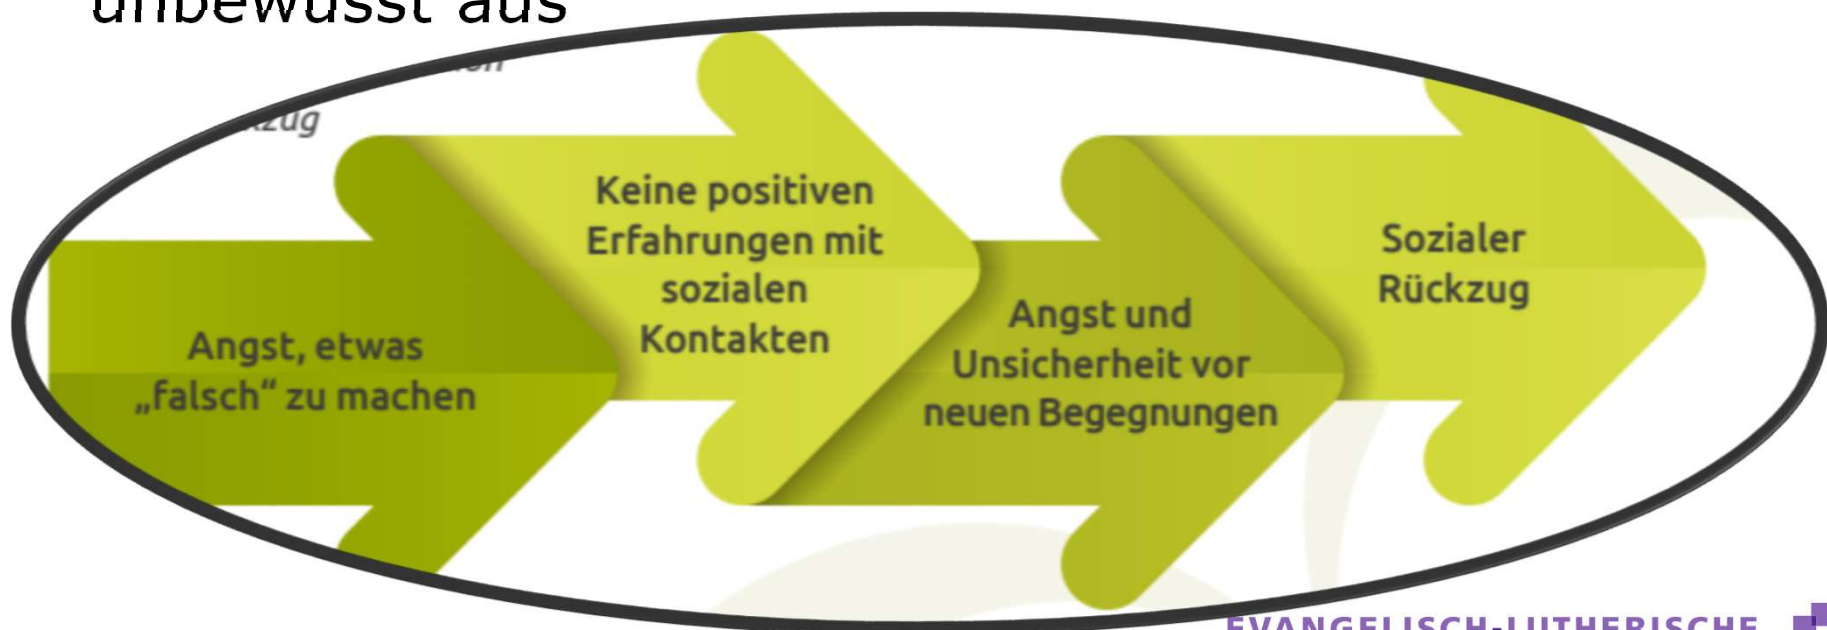 unbewusst aus
Angst, etwas
„falsch“ zu machen
Keine positiven
Erfahrungen mit
sozialen
Kontakten
Angst und
Unsicherheit vor
neuen Begegnungen
Sozialer
Rückzug
EVANGELISCH-LUTHERISCHE